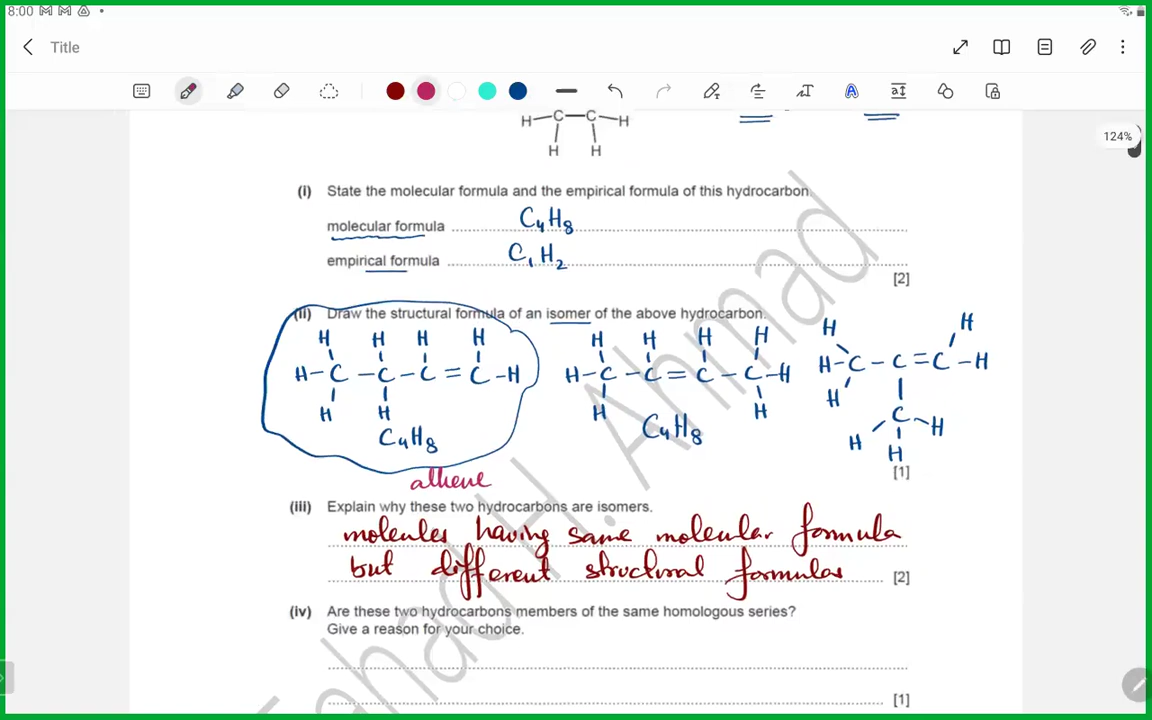 8:00
Title
124%
H-C-C-H
H H
(i) State the molecular formula and the empirical formula of this hydrocarbon.
molecular formula C4H8
empirical formula C1H2
[2]
(ii) Draw the structural formula of an isomer of the above hydrocarbon.
H H H H H H H H H H
H-C-C-C=C-H H-C-C=C-C-H H-C-C=C-H
H H H H H C
C4H8 C4H8 H H H
[1]
alkene
(iii) Explain why these two hydrocarbons are isomers.
molecules having same molecular formula
but different structural formulas [2]
(iv) Are these two hydrocarbons members of the same homologous series?
Give a reason for your choice.
[1]
Fahad H. Ahmad